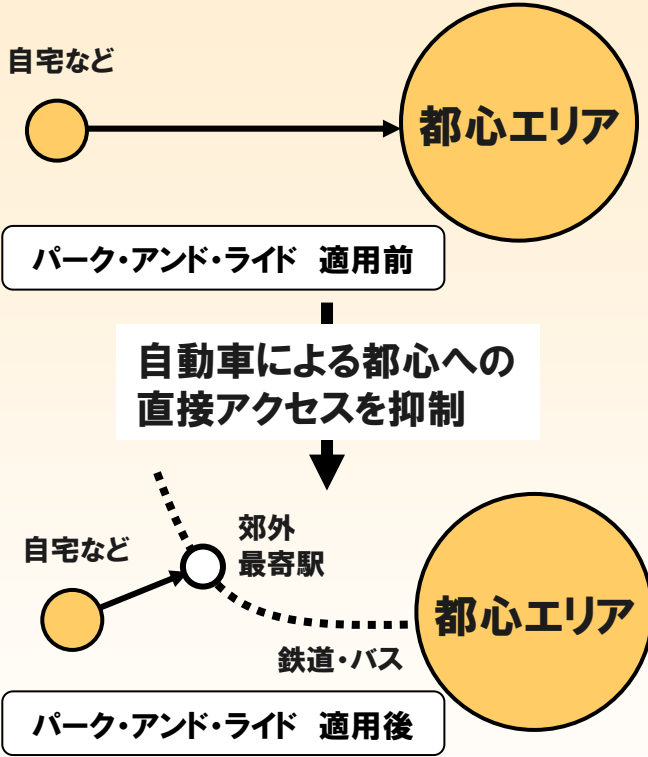 自宅など
都心エリア
パーク・アンド・ライド 適用前
自動車による都心への
直接アクセスを抑制
自宅など
郊外
最寄駅
都心エリア
鉄道・バス
パーク・アンド・ライド 適用後